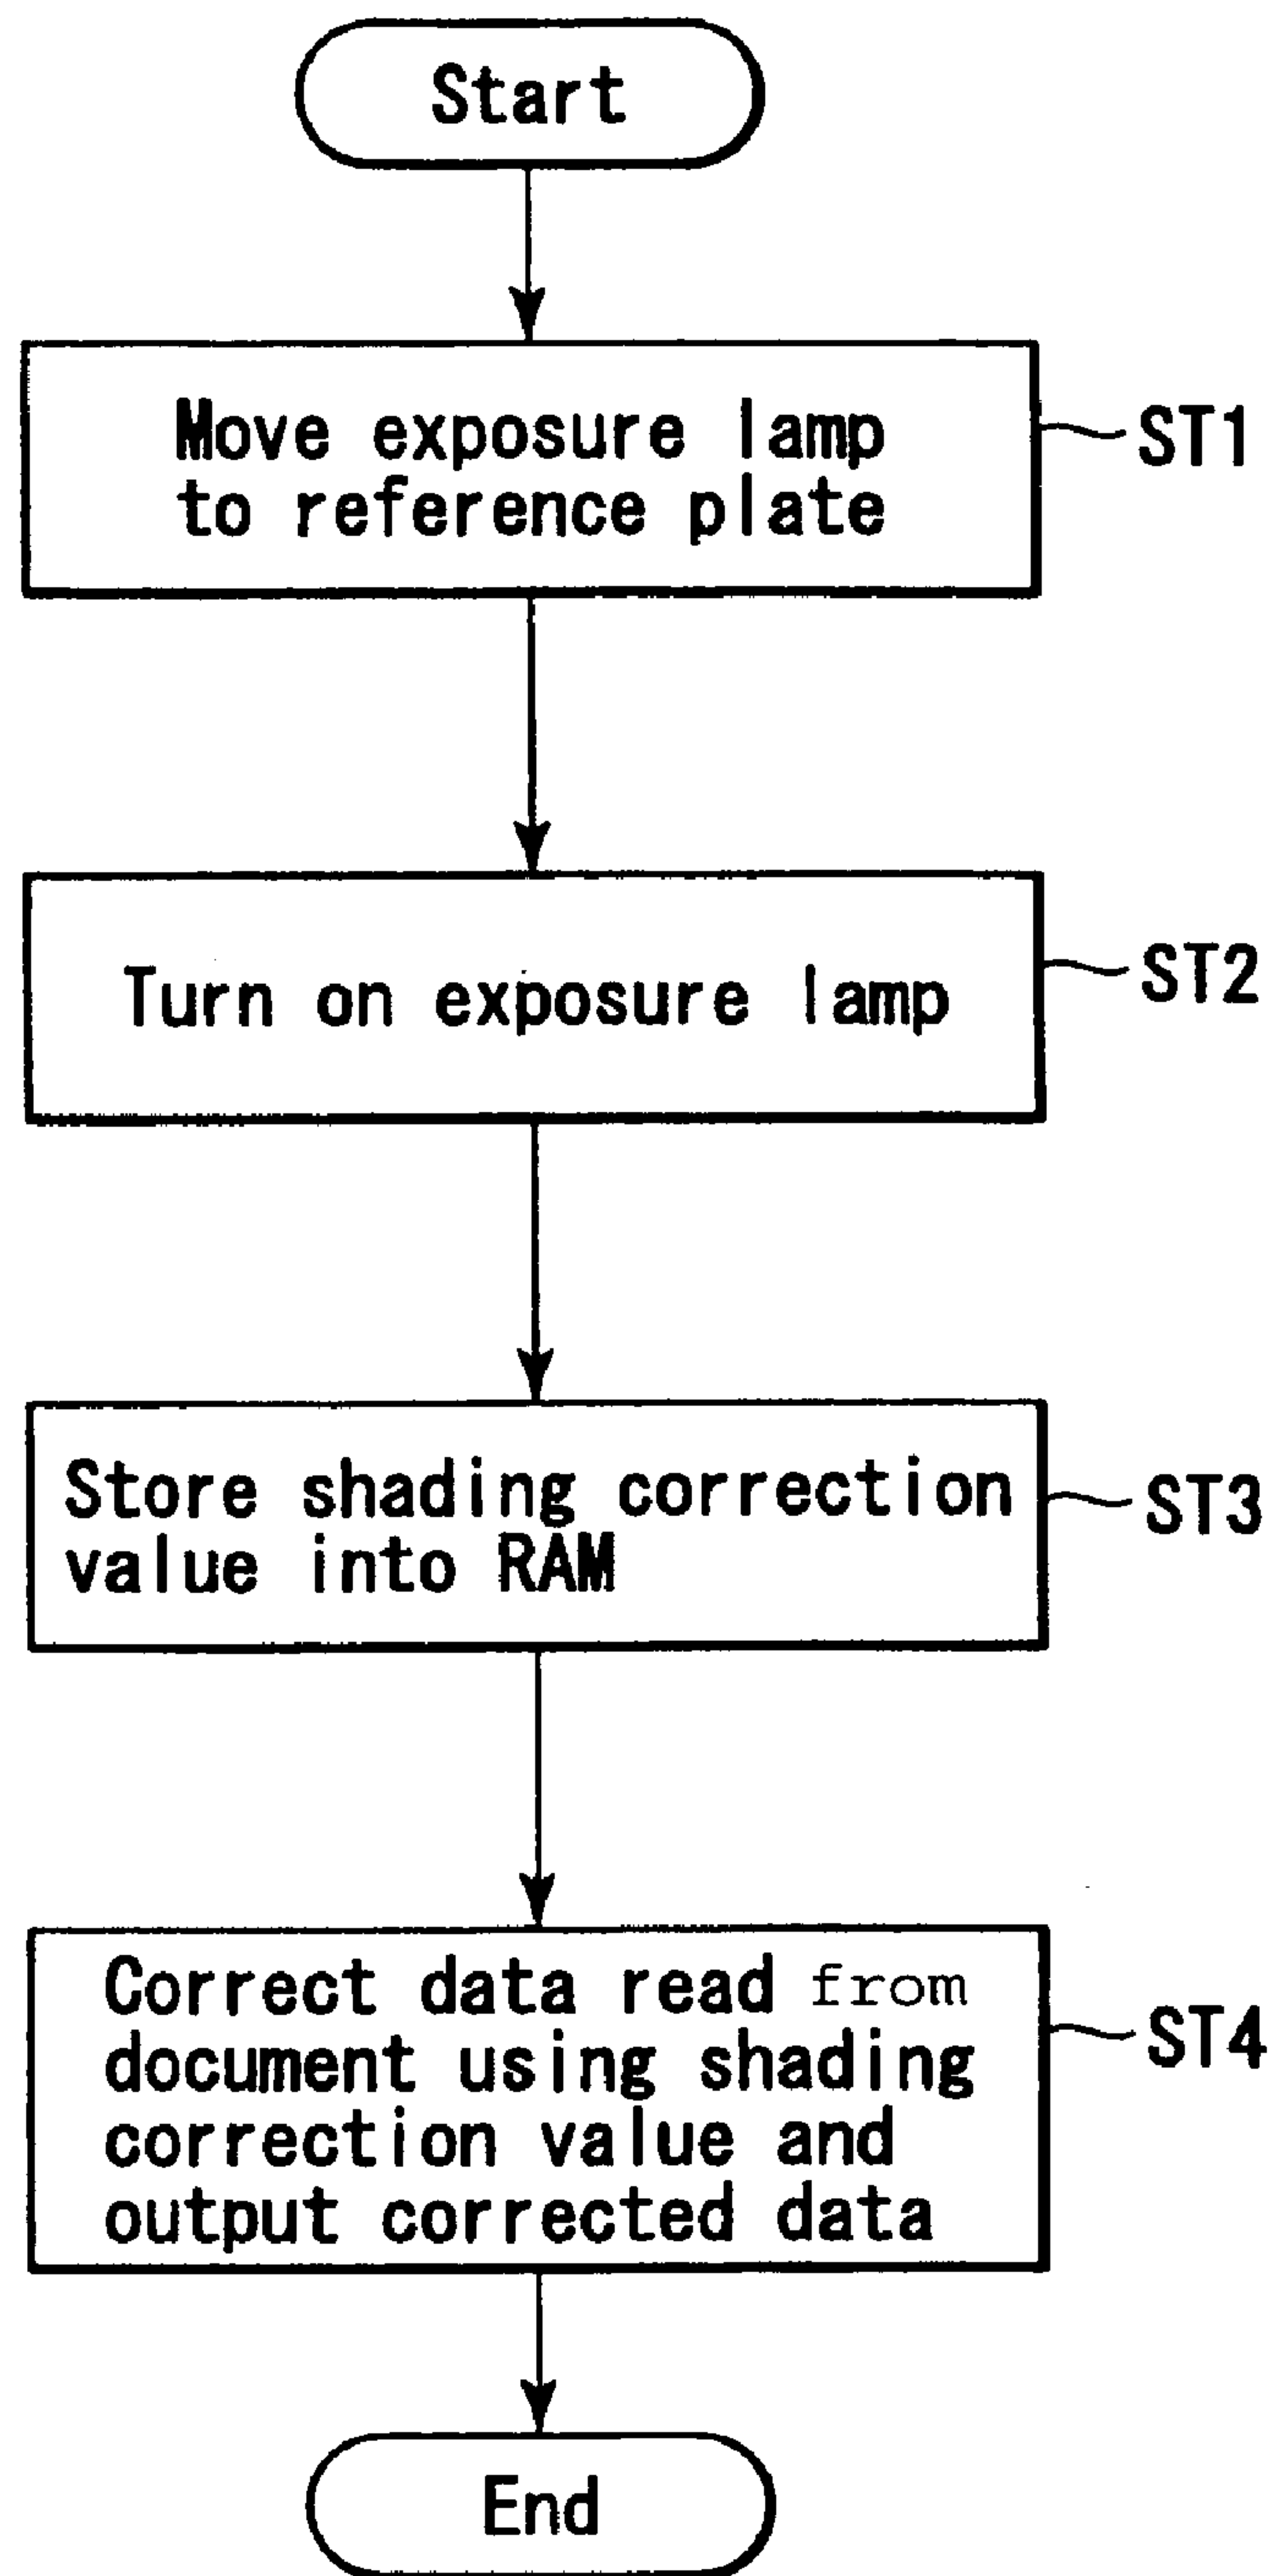 Start
Move exposure lamp
to reference plate
ST1
Turn on exposure lamp
ST2
Store shading correction
value into RAM
ST3
Correct data read from
document using shading
correction value and
output corrected data
ST4
End